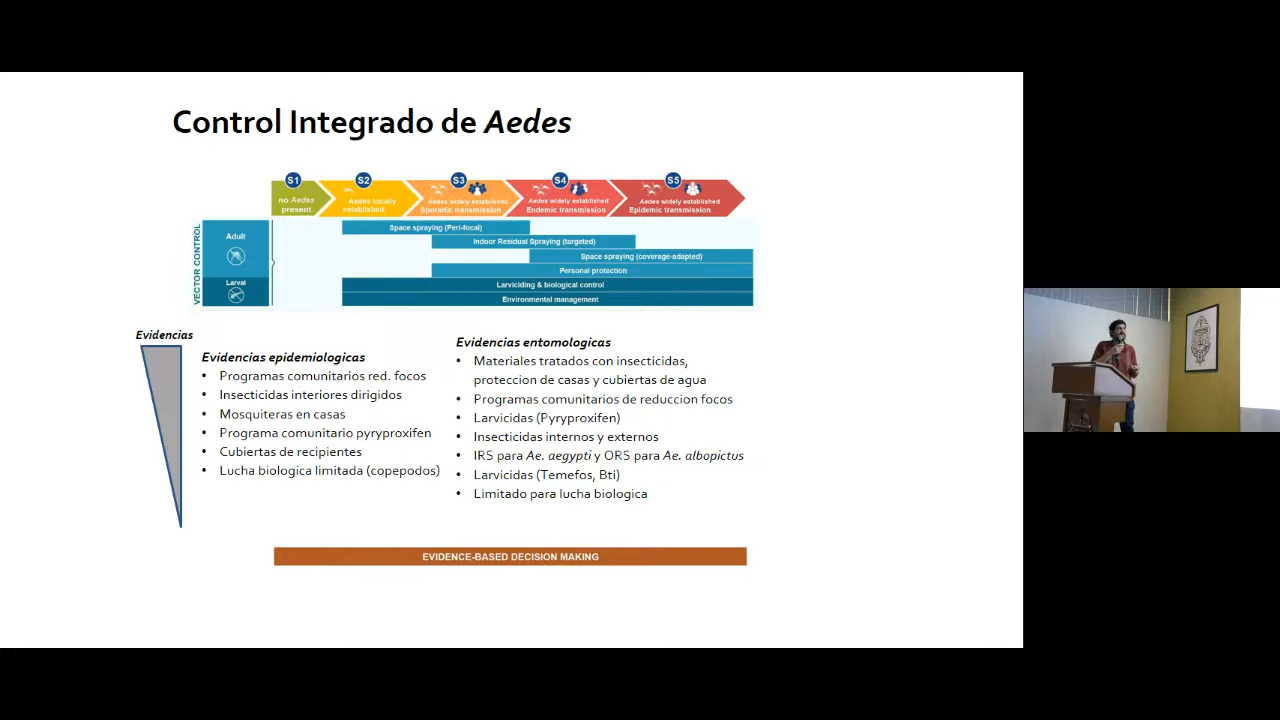 Control Integrado de Aedes
S1
S2
S3
S4
S5
no Aedes
present
Aedes locally
established
Aedes widely established
Sporadic transmission
Aedes widely established
Endemic transmission
Aedes widely established
Epidemic transmission
VECTOR CONTROL
Adult
Larval
Space spraying (Peri-focal)
Indoor Residual Spraying (targeted)
Space spraying (coverage-adapted)
Personal protection
Larviciding & biological control
Environmental management
Evidencias
Evidencias epidemiologicas
• Programas comunitarios red. focos
• Insecticidas interiores dirigidos
• Mosquiteras en casas
• Programa comunitario pyryproxifen
• Cubiertas de recipientes
• Lucha biologica limitada (copepodos)
Evidencias entomologicas
• Materiales tratados con insecticidas,
proteccion de casas y cubiertas de agua
• Programas comunitarios de reduccion focos
• Larvicidas (Pyryproxifen)
• Insecticidas internos y externos
• IRS para Ae. aegypti y ORS para Ae. albopictus
• Larvicidas (Temefos, Bti)
• Limitado para lucha biologica
EVIDENCE-BASED DECISION MAKING